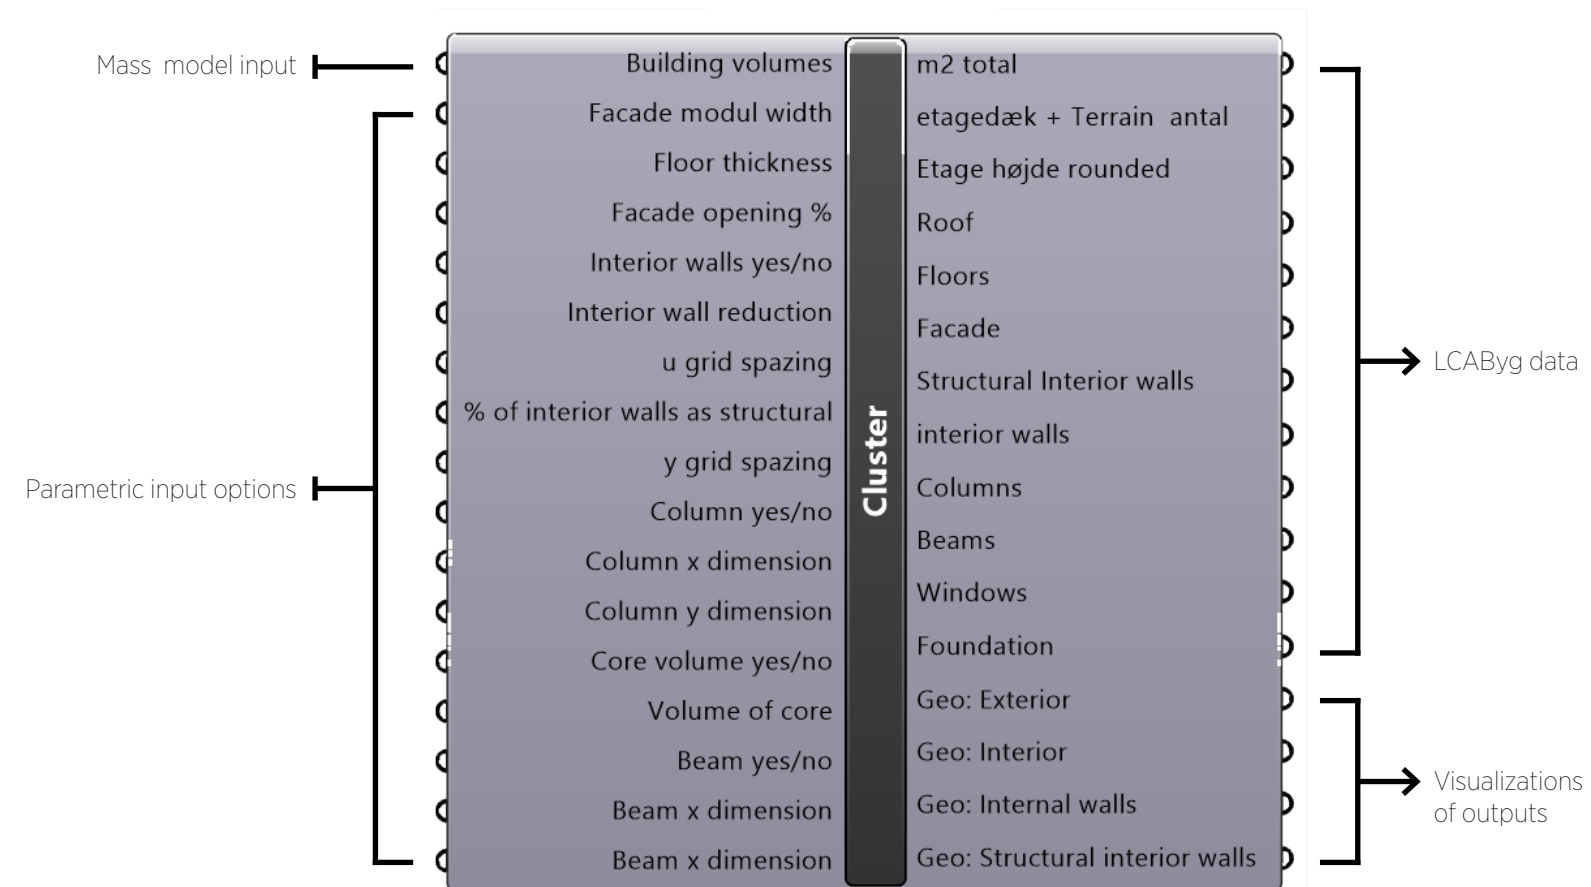 Mass model input
Parametric input options
Building volumes
Facade modul width
Floor thickness
Facade opening %
Interior walls yes/no
Interior wall reduction
u grid spazing
% of interior walls as structural
y grid spazing
Column yes/no
Column x dimension
Column y dimension
Core volume yes/no
Volume of core
Beam yes/no
Beam x dimension
Beam x dimension
Cluster
m2 total
etagedæk + Terrain antal
Etage højde rounded
Roof
Floors
Facade
Structural Interior walls
interior walls
Columns
Beams
Windows
Foundation
Geo: Exterior
Geo: Interior
Geo: Internal walls
Geo: Structural interior walls
LCAByg data
Visualizations
of outputs